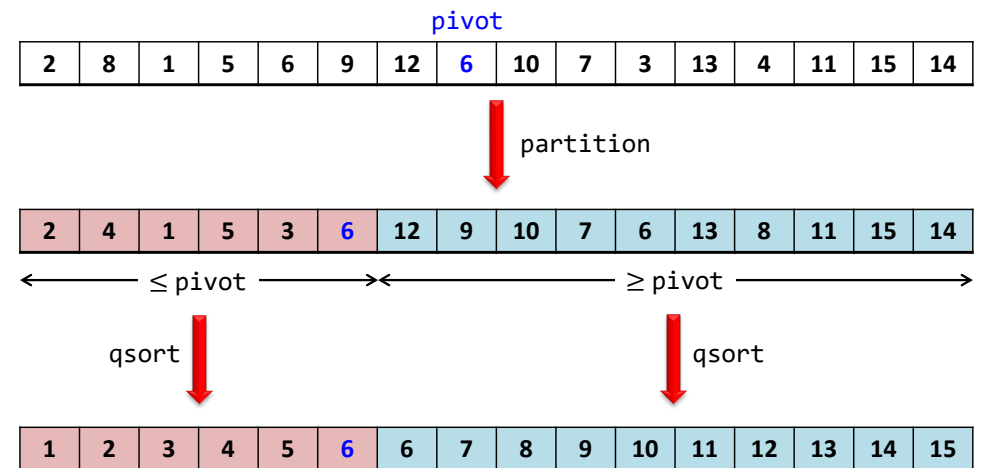 pivot
2 8 1 5 6 9 12 6 10 7 3 13 4 11 15 14
partition
2 4 1 5 3 6 12 9 10 7 6 13 8 11 15 14
≤ pivot ≥ pivot
qsort qsort
1 2 3 4 5 6 6 7 8 9 10 11 12 13 14 15